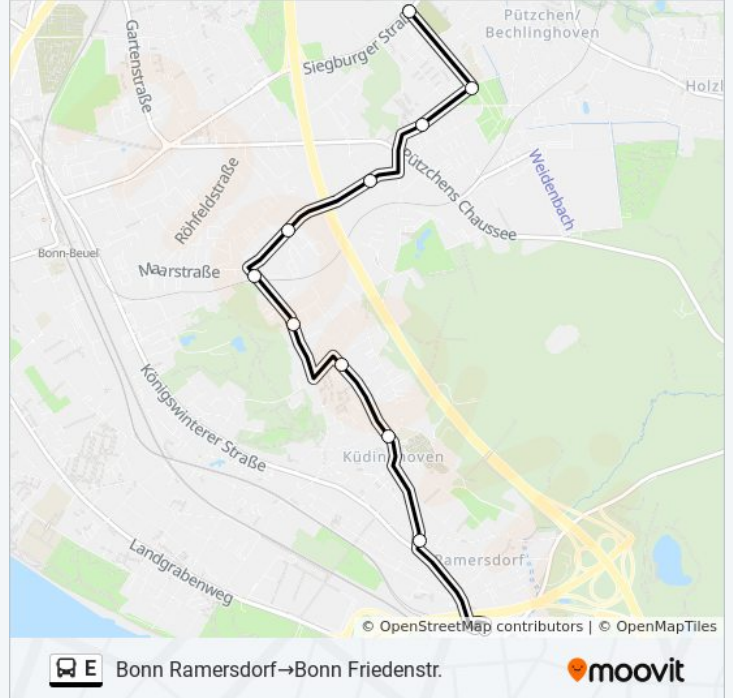 Pützchen/
Bechlinghoven
Gartenstraße
Siegburger Straß
Holzl
Pützchens Chaussee
Weidenbach
Röhfeldstraße
Bonn-Beuel
Maarstraße
Königswinterer Straße
Küdinghoven
Ramersdorf
Landgrabenweg
© OpenStreetMap contributors | © OpenMapTiles
E Bonn Ramersdorf→Bonn Friedenstr.
moovit